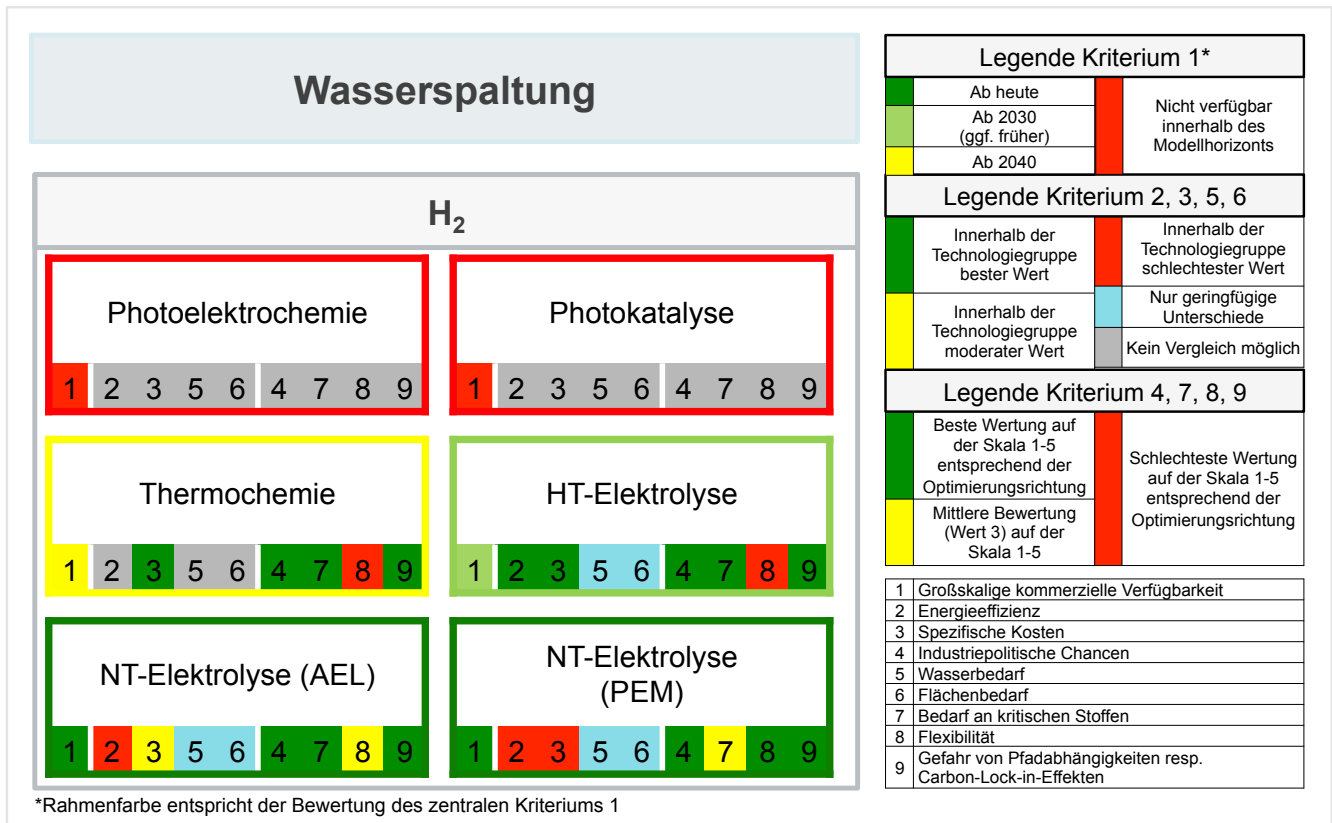 Wasserspaltung
H2
Photoelektrochemie
1 2 3 5 6 4 7 8 9
Photokatalyse
1 2 3 5 6 4 7 8 9
Thermochemie
1 2 3 5 6 4 7 8 9
HT-Elektrolyse
1 2 3 5 6 4 7 8 9
NT-Elektrolyse (AEL)
1 2 3 5 6 4 7 8 9
NT-Elektrolyse
(PEM)
1 2 3 5 6 4 7 8 9
*Rahmenfarbe entspricht der Bewertung des zentralen Kriteriums 1
Legende Kriterium 1*
Ab heute
Ab 2030
(ggf. früher)
Ab 2040
Nicht verfügbar
innerhalb des
Modellhorizonts
Legende Kriterium 2, 3, 5, 6
Innerhalb der
Technologiegruppe
bester Wert
Innerhalb der
Technologiegruppe
moderater Wert
Innerhalb der
Technologiegruppe
schlechtester Wert
Nur geringfügige
Unterschiede
Kein Vergleich möglich
Legende Kriterium 4, 7, 8, 9
Beste Wertung auf
der Skala 1-5
entsprechend der
Optimierungsrichtung
Mittlere Bewertung
(Wert 3) auf der
Skala 1-5
Schlechteste Wertung
auf der Skala 1-5
entsprechend der
Optimierungsrichtung
1 Großskalige kommerzielle Verfügbarkeit
2 Energieeffizienz
3 Spezifische Kosten
4 Industriepolitische Chancen
5 Wasserbedarf
6 Flächenbedarf
7 Bedarf an kritischen Stoffen
8 Flexibilität
9 Gefahr von Pfadabhängigkeiten resp.
Carbon-Lock-in-Effekten